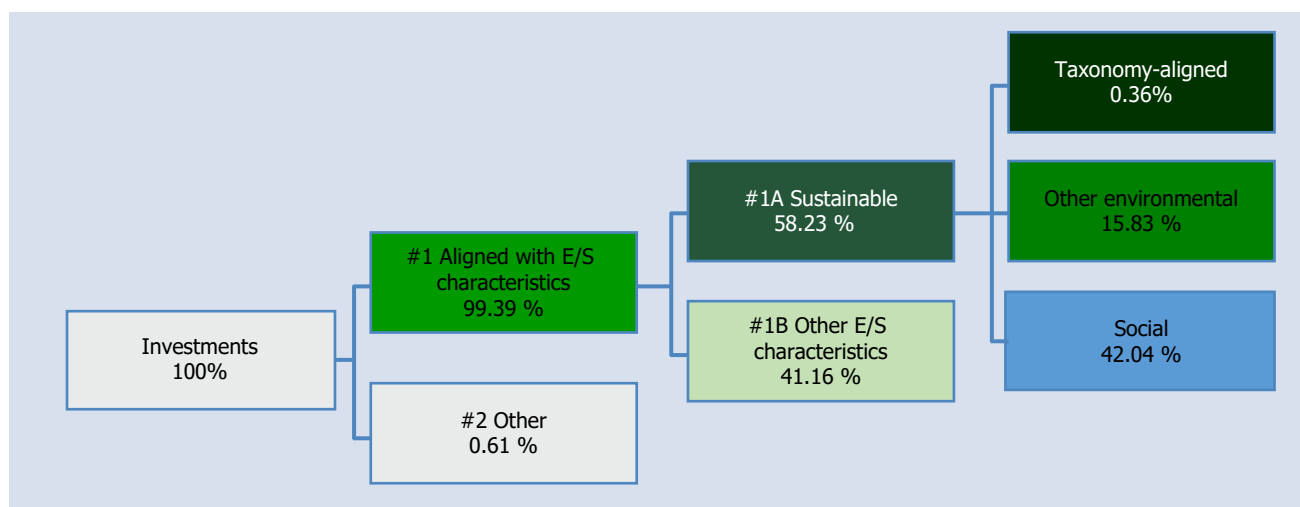 Investments
100%
#1 Aligned with E/S
characteristics
99.39 %
#2 Other
0.61 %
#1A Sustainable
58.23 %
#1B Other E/S
characteristics
41.16 %
Taxonomy-aligned
0.36%
Other environmental
15.83 %
Social
42.04 %